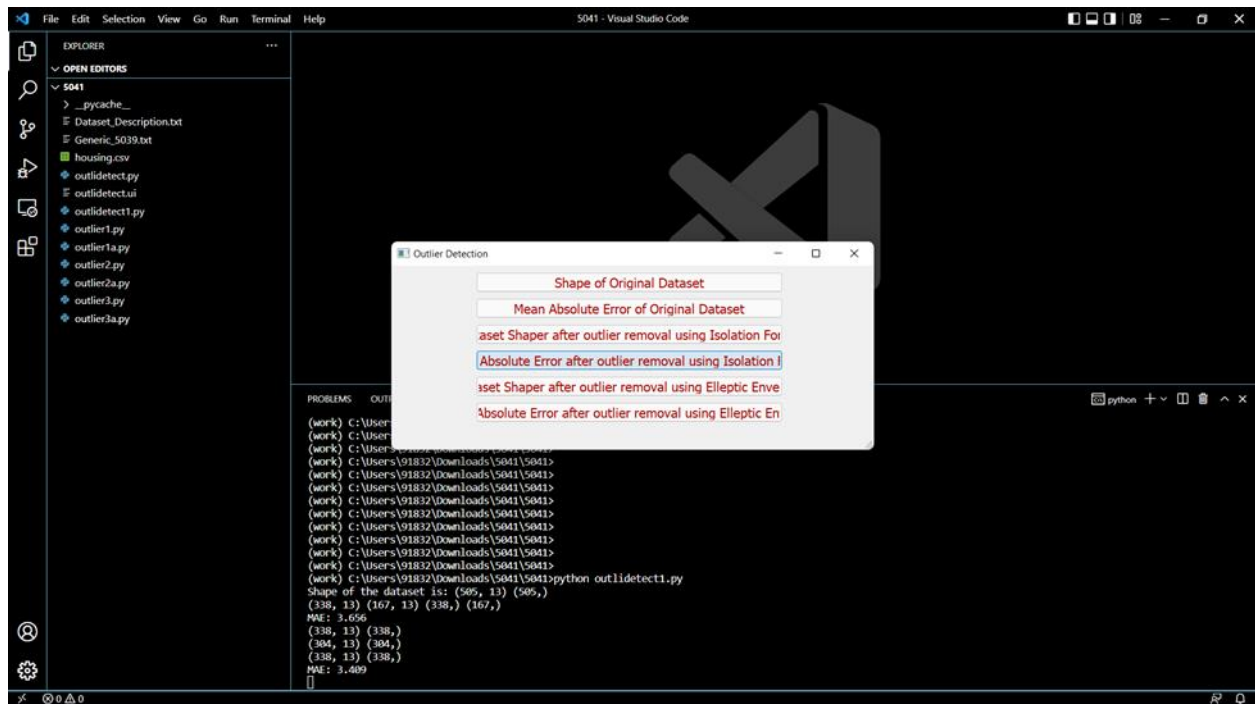 File Edit Selection View Go Run Terminal Help
5041 - Visual Studio Code
EXPLORER
OPEN EDITORS
5041
__pycache__
Dataset_Description.txt
Generic_5039.txt
housing.csv
outlidetect.py
outlidetect.ui
outlidetect1.py
outlier1.py
outlier1a.py
outlier2.py
outlier2a.py
outlier3.py
outlier3a.py
Outlier Detection
Shape of Original Dataset
Mean Absolute Error of Original Dataset
aset Shaper after outlier removal using Isolation For
Absolute Error after outlier removal using Isolation
aset Shaper after outlier removal using Elleptic Enve
Absolute Error after outlier removal using Elleptic En
PROBLEMS OUT
python
(work) C:\User
(work) C:\User
(work) C:\Users\91832\Downloads\5041\5041>
(work) C:\Users\91832\Downloads\5041\5041>
(work) C:\Users\91832\Downloads\5041\5041>
(work) C:\Users\91832\Downloads\5041\5041>
(work) C:\Users\91832\Downloads\5041\5041>
(work) C:\Users\91832\Downloads\5041\5041>
(work) C:\Users\91832\Downloads\5041\5041>
(work) C:\Users\91832\Downloads\5041\5041>
(work) C:\Users\91832\Downloads\5041\5041>
(work) C:\Users\91832\Downloads\5041\5041>
(work) C:\Users\91832\Downloads\5041\5041>python outlidetect1.py
Shape of the dataset is: (505, 13) (505,)
(338, 13) (167, 13) (338,) (167,)
MAE: 3.656
(338, 13) (338,)
(304, 13) (304,)
(338, 13) (338,)
MAE: 3.409
0 0